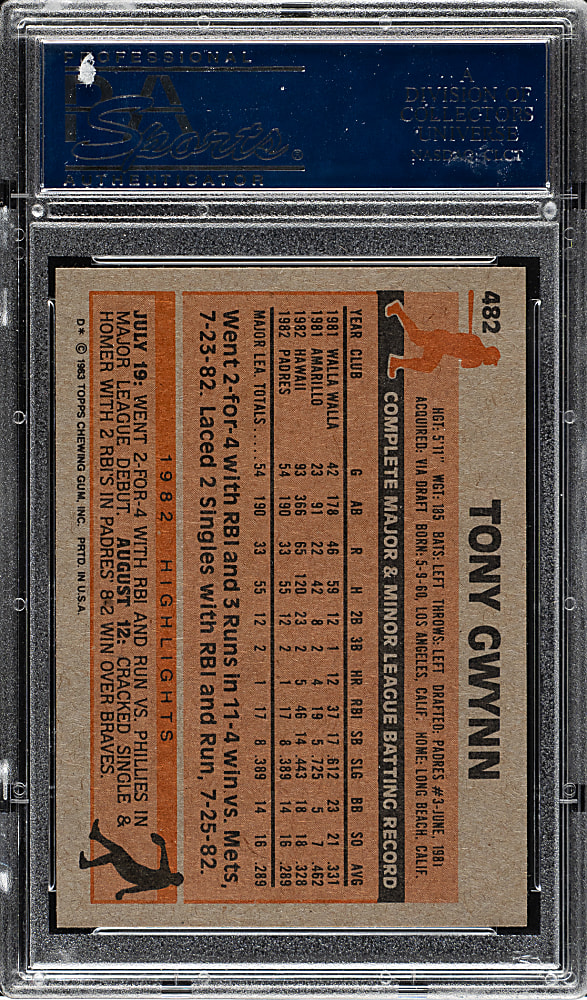 PROFESSIONAL
PSA
Sports®
AUTHENTICATOR
A
DIVISION OF
COLLECTORS
UNIVERSE
NASDAQ: CLCT
482
TONY GWYNN
HGT: 5'11" WGT: 185 BATS: LEFT THROWS: LEFT DRAFTED: PADRES #3-JUNE, 1981
ACQUIRED: VIA DRAFT BORN: 5-9-60 LOS ANGELES, CALIF. HOME: LONG BEACH, CALIF.
COMPLETE MAJOR & MINOR LEAGUE BATTING RECORD
YEAR CLUB G AB R H 2B 3B HR RBI SB SLG BB SO AVG
1981 WALLA WALLA 42 178 46 59 12 1 12 37 17 .612 23 21 .331
1981 AMARILLO 23 91 22 42 8 2 4 19 5 .725 5 7 .462
1982 HAWAII 93 366 65 120 23 2 5 46 14 .443 18 18 .328
1982 PADRES 54 190 33 55 12 2 1 17 8 .389 14 16 .289
MAJOR LEA. TOTALS..... 54 190 33 55 12 2 1 17 8 .389 14 16 .289
Went 2-for-4 with RBI and 3 Runs in 11-4 win vs. Mets,
7-23-82. Laced 2 Singles with RBI and Run, 7-25-82.
1982 HIGHLIGHTS
JULY 19: WENT 2-FOR-4 WITH RBI AND RUN VS. PHILLIES IN
MAJOR LEAGUE DEBUT. AUGUST 12: CRACKED SINGLE &
HOMER WITH 2 RBI'S IN PADRES' 8-2 WIN OVER BRAVES.
D* © 1983 TOPPS CHEWING GUM, INC. PRTD. IN U.S.A.